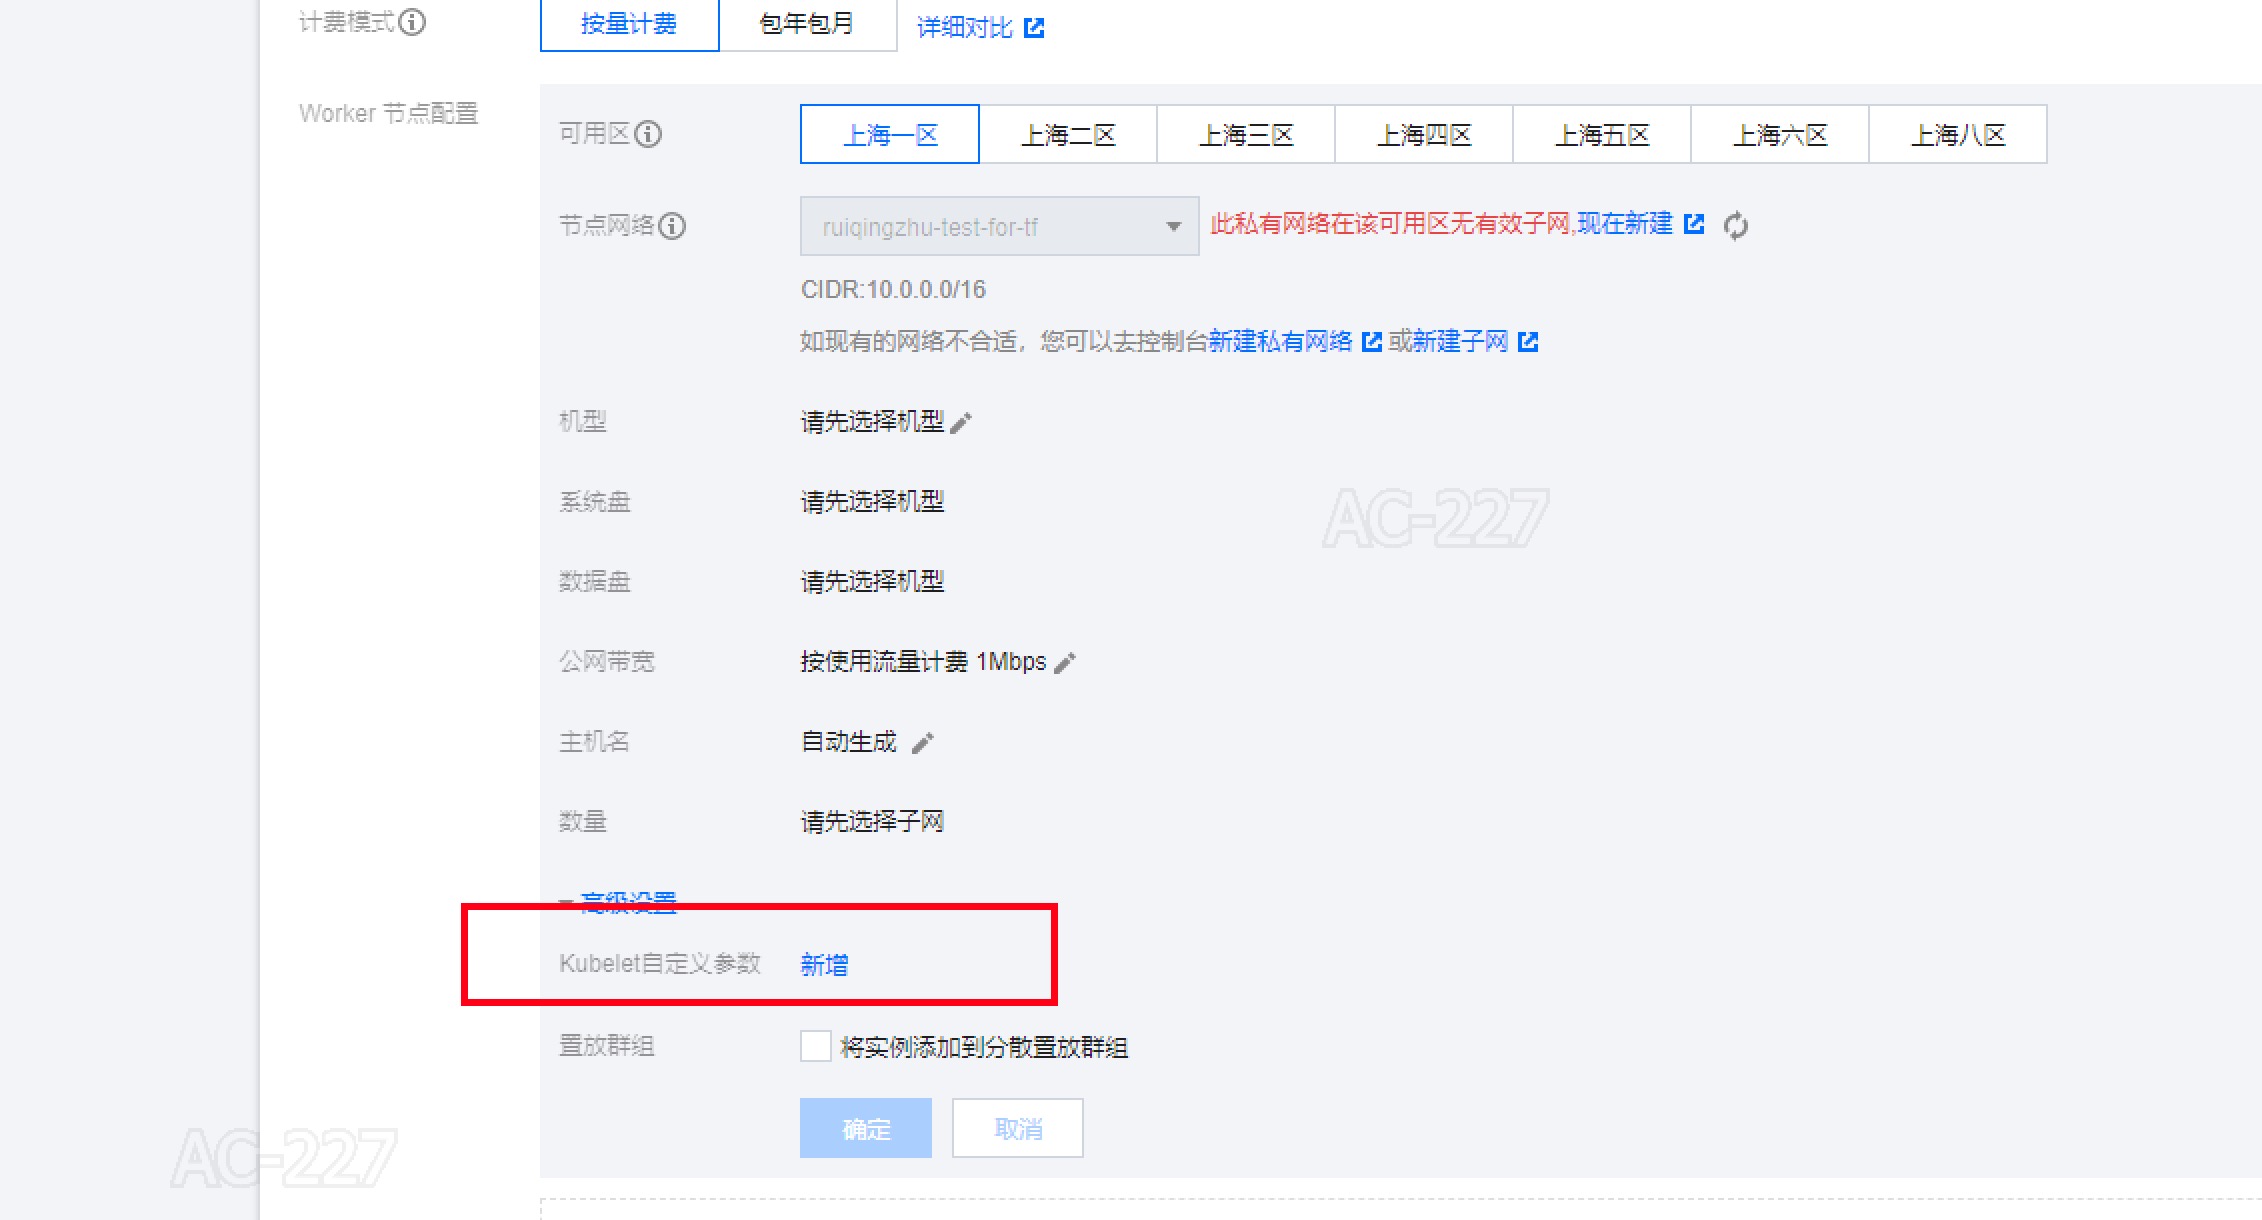 计费模式 按量计费 包年包月 详细对比
Worker 节点配置
可用区 上海一区 上海二区 上海三区 上海四区 上海五区 上海六区 上海八区
节点网络 ruiqingzhu-test-for-tf 此私有网络在该可用区无有效子网,现在新建
CIDR:10.0.0.0/16
如现有的网络不合适，您可以去控制台新建私有网络 或新建子网
机型 请先选择机型
系统盘 请先选择机型
AC-227
数据盘 请先选择机型
公网带宽 按使用流量计费 1Mbps
主机名 自动生成
数量 请先选择子网
高级设置
Kubelet自定义参数 新增
置放群组 将实例添加到分散置放群组
确定 取消
AC-227